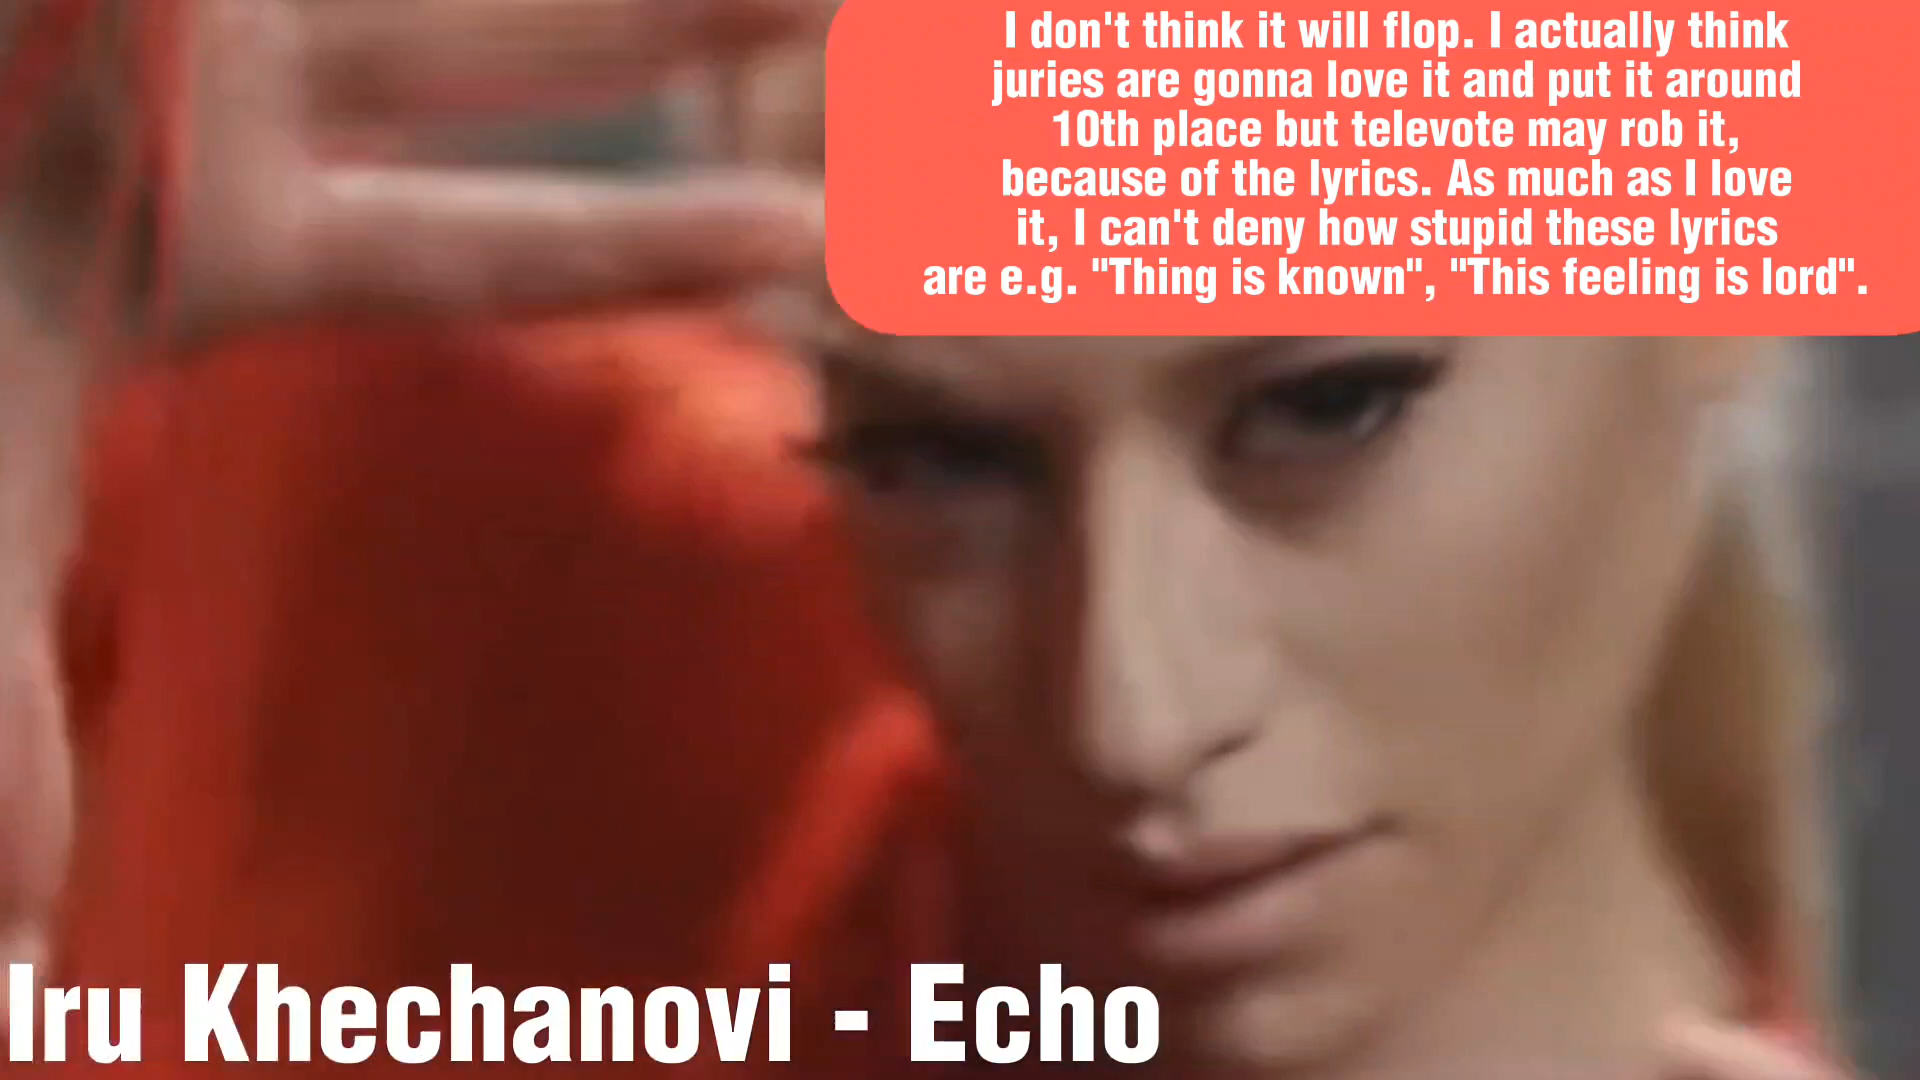 I don't think it will flop. I actually think
juries are gonna love it and put it around
10th place but televote may rob it,
because of the lyrics. As much as I love
it, I can't deny how stupid these lyrics
are e.g. "Thing is known", "This feeling is lord".
Iru Khechanovi - Echo